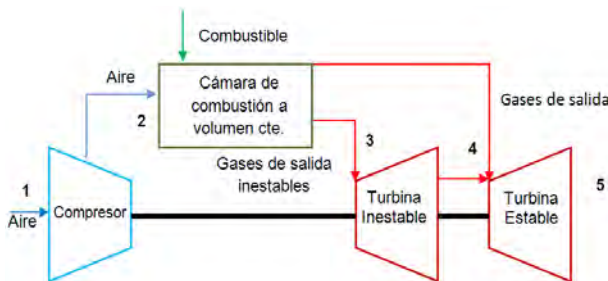 Combustible
Aire
Cámara de
combustión a
volumen cte.
2
Gases de salida
Gases de salida
inestables
3
4
1
Aire
Compresor
Turbina
Inestable
Turbina
Estable
5